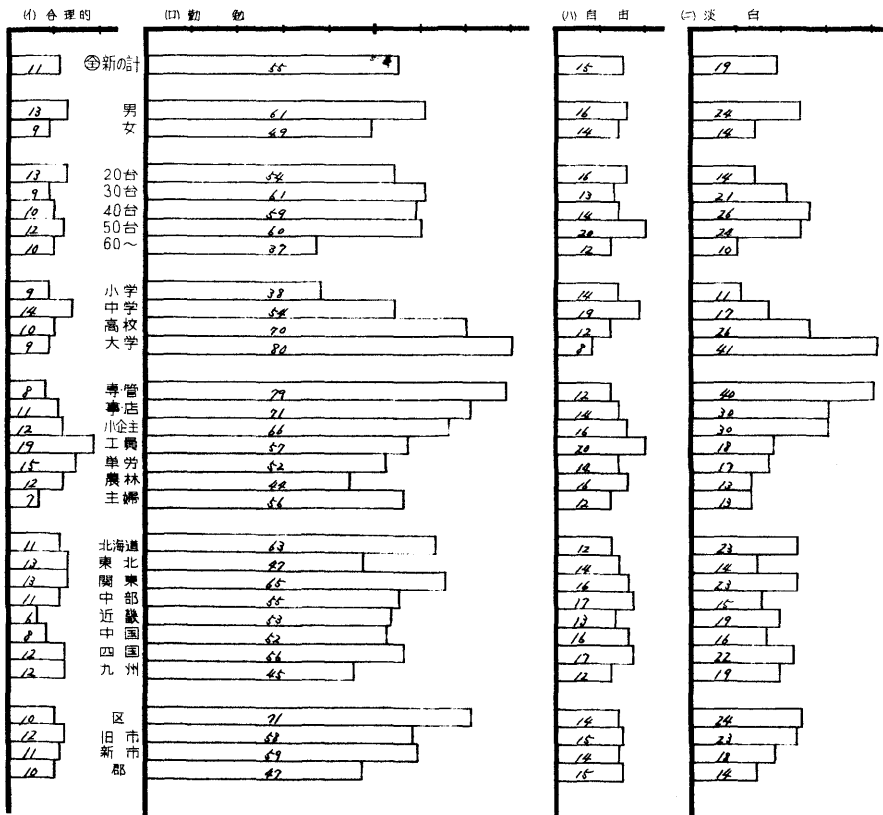 (イ) 合理的 (ロ) 勤勉 (ハ) 自由 (ニ) 淡白
11 全新の計 55 15 19
13 男 61 16 24
9 女 49 14 14
13 20台 54 16 14
9 30台 61 13 21
10 40台 59 14 26
12 50台 60 20 24
10 60〜 37 12 10
9 小学 38 14 11
14 中学 54 19 17
10 高校 70 12 26
9 大学 80 8 41
8 専・管 79 12 40
11 事・店 71 14 30
12 小企主 66 16 30
19 工員 57 20 18
15 単労 52 14 17
12 農林 44 16 13
7 主婦 56 12 13
11 北海道 63 12 23
13 東北 47 14 14
13 関東 65 16 23
11 中部 55 17 15
6 近畿 53 13 19
8 中国 52 16 16
12 四国 56 17 22
12 九州 45 12 19
10 区 71 14 24
12 旧市 58 15 23
11 新市 59 14 18
10 郡 47 15 14